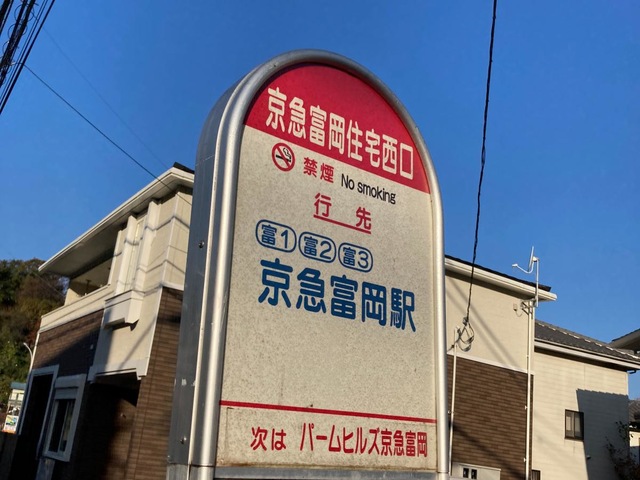 京急富岡住宅西口
禁煙 No smoking
行先
富1 富2 富3
京急富岡駅
次は パームヒルズ京急富岡